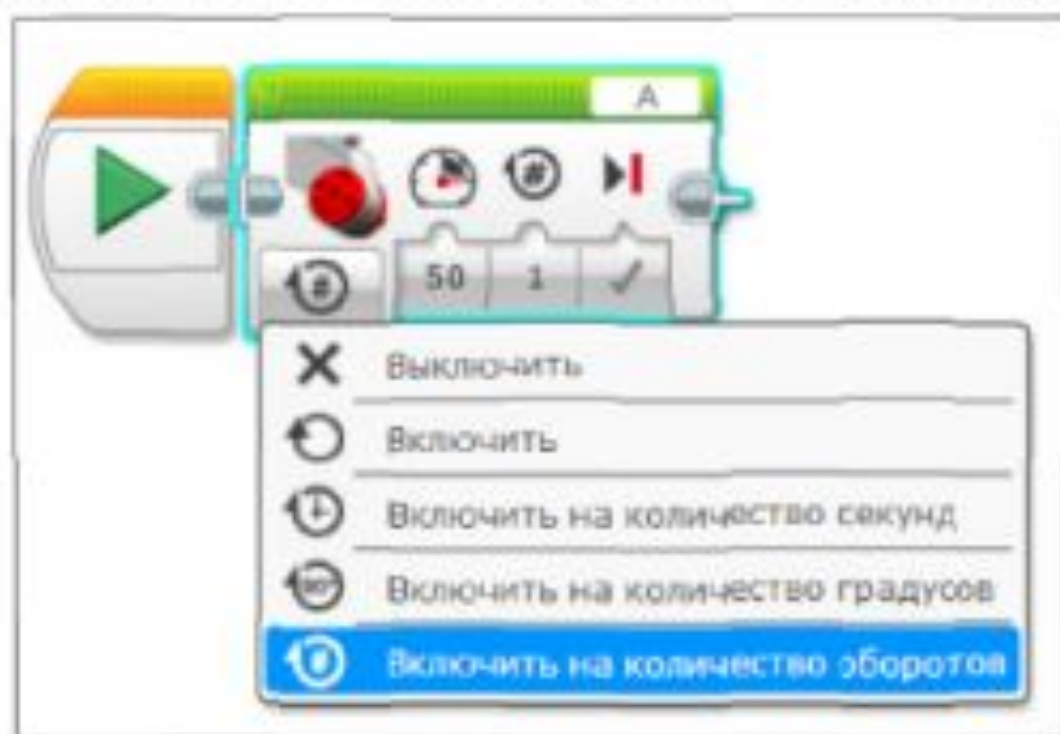 A
#
50 1
#
Выключить
Включить
Включить на количество секунд
Включить на количество градусов
# Включить на количество оборотов